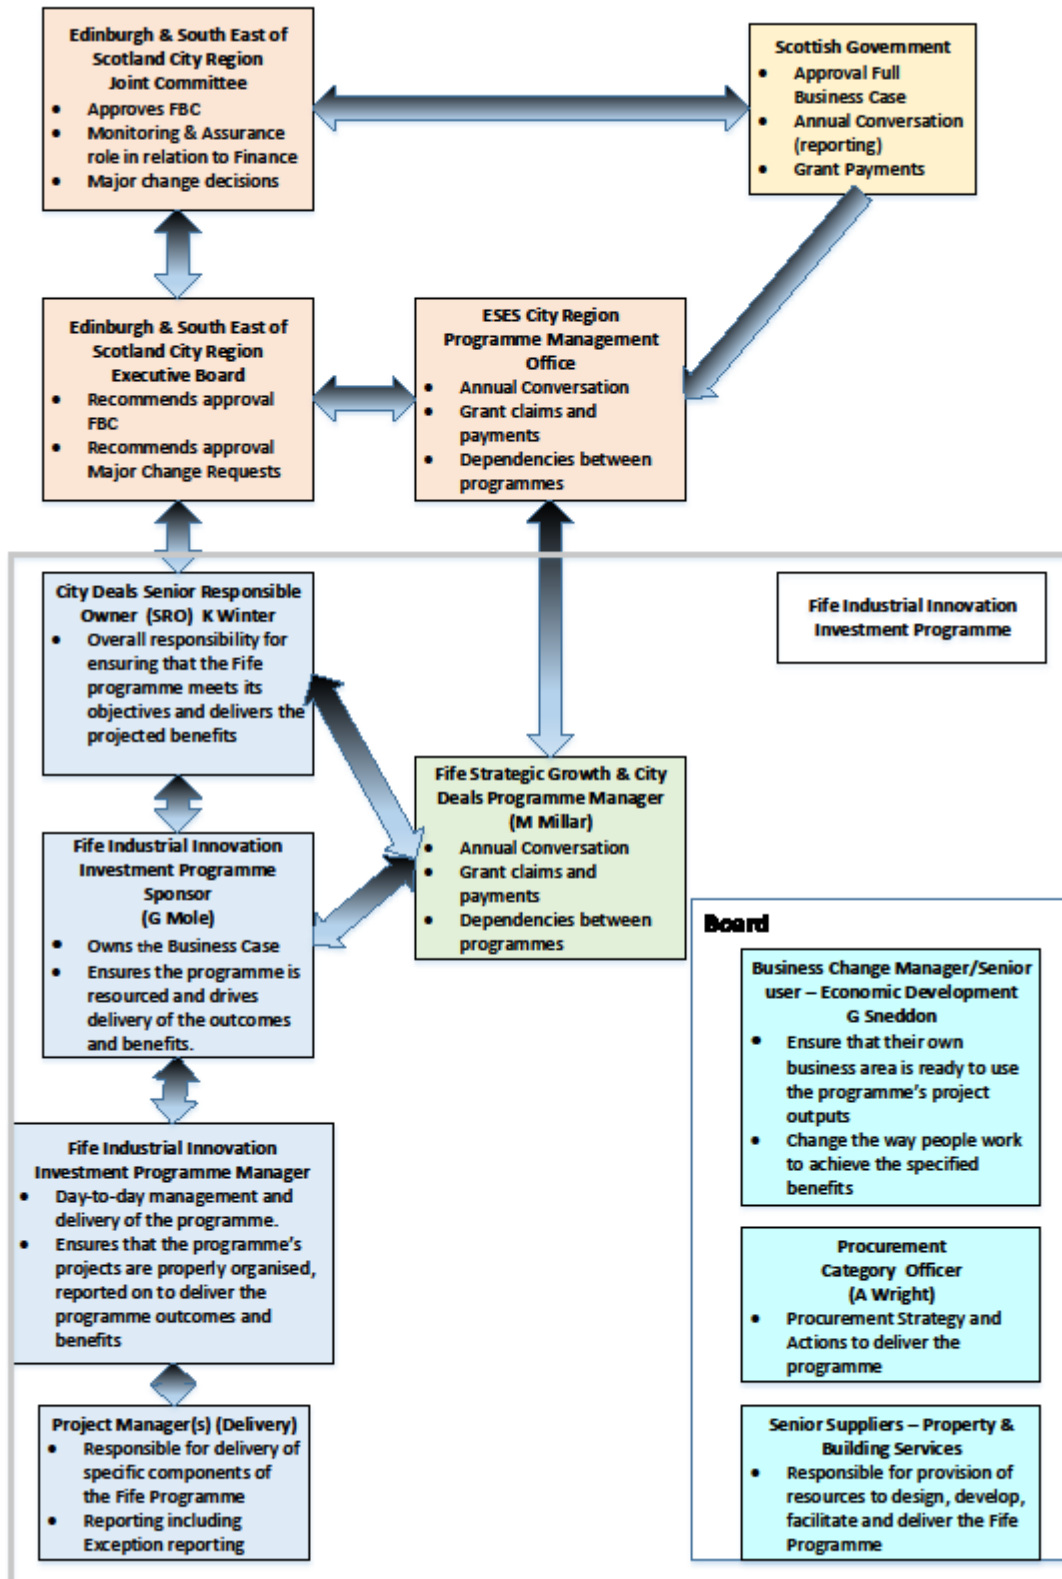 Edinburgh & South East of
Scotland City Region
Joint Committee
• Approves FBC
• Monitoring & Assurance
role in relation to Finance
• Major change decisions
Scottish Government
• Approval Full
Business Case
• Annual Conversation
(reporting)
• Grant Payments
Edinburgh & South East of
Scotland City Region
Executive Board
• Recommends approval
FBC
• Recommends approval
Major Change Requests
ESES City Region
Programme Management
Office
• Annual Conversation
• Grant claims and
payments
• Dependencies between
programmes
City Deals Senior Responsible
Owner (SRO) K Winter
• Overall responsibility for
ensuring that the Fife
programme meets its
objectives and delivers the
projected benefits
Fife Industrial Innovation
Investment Programme
Fife Strategic Growth & City
Deals Programme Manager
(M Millar)
• Annual Conversation
• Grant claims and
payments
• Dependencies between
programmes
Fife Industrial Innovation
Investment Programme
Sponsor
(G Mole)
• Owns the Business Case
• Ensures the programme is
resourced and drives
delivery of the outcomes
and benefits.
Fife Industrial Innovation
Investment Programme Manager
• Day-to-day management and
delivery of the programme.
• Ensures that the programme's
projects are properly organised,
reported on to deliver the
programme outcomes and
benefits
Project Manager(s) (Delivery)
• Responsible for delivery of
specific components of
the Fife Programme
• Reporting including
Exception reporting
Board
Business Change Manager/Senior
user – Economic Development
G Sneddon
• Ensure that their own
business area is ready to use
the programme's project
outputs
• Change the way people work
to achieve the specified
benefits
Procurement
Category Officer
(A Wright)
• Procurement Strategy and
Actions to deliver the
programme
Senior Suppliers – Property &
Building Services
• Responsible for provision of
resources to design, develop,
facilitate and deliver the Fife
Programme